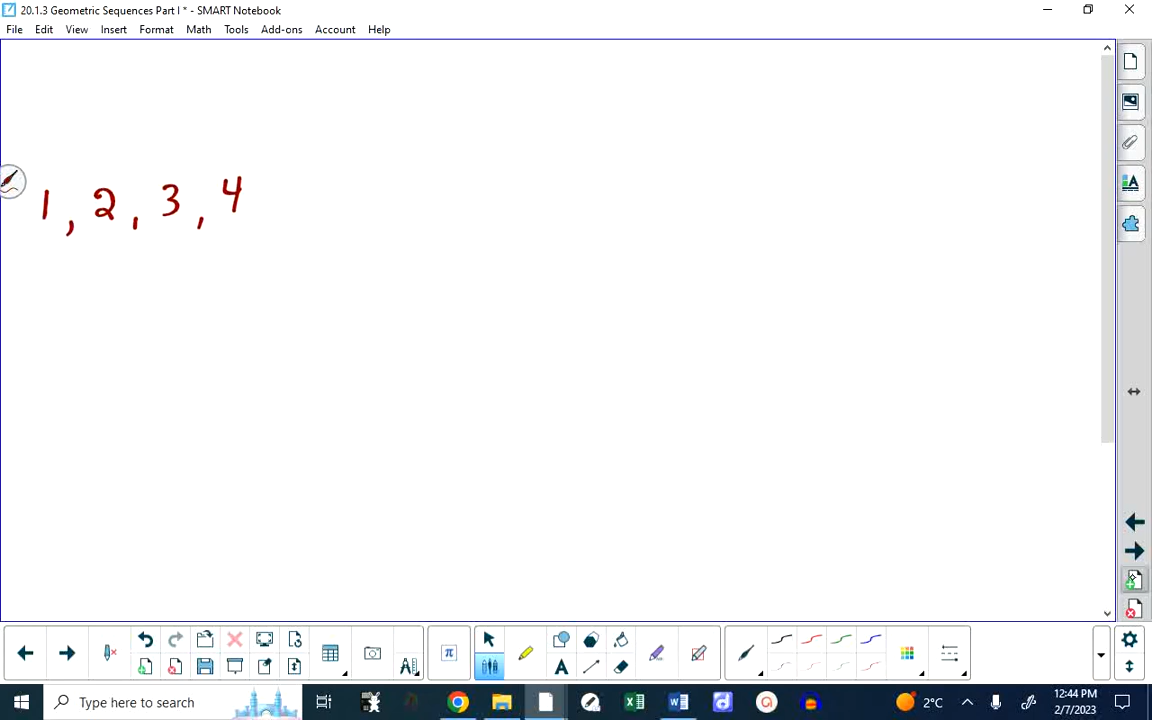 20.1.3 Geometric Sequences Part I * - SMART Notebook
File Edit View Insert Format Math Tools Add-ons Account Help
1, 2, 3, 4
Type here to search
2°C
12:44 PM
2/7/2023